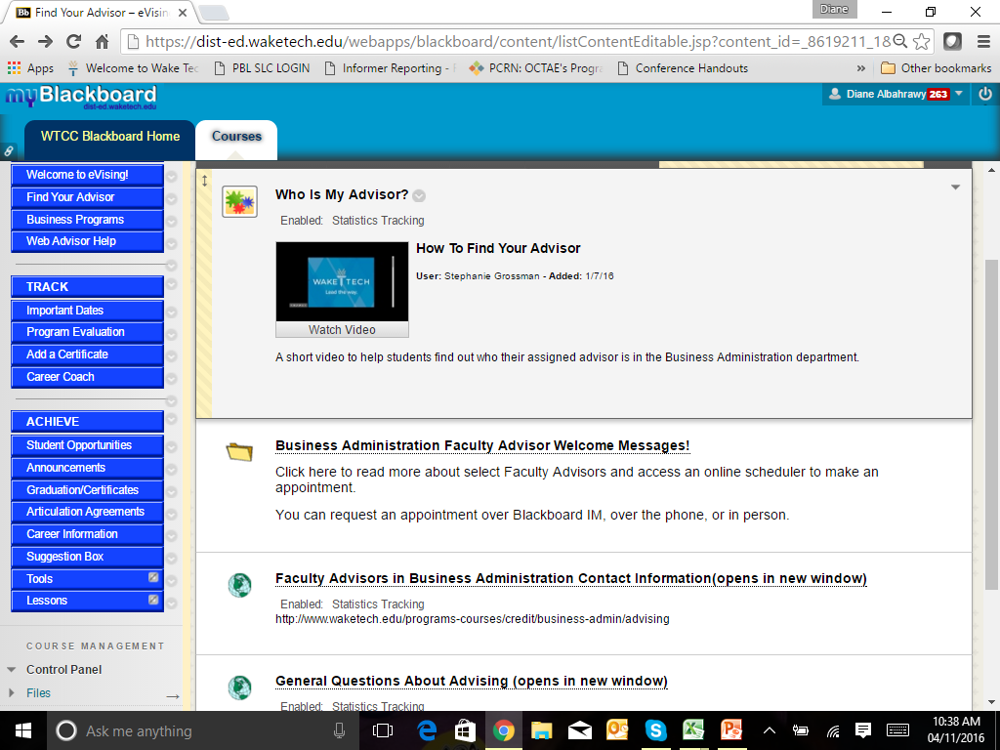 Find Your Advisor – eVisin
Diane
https://dist-ed.waketech.edu/webapps/blackboard/content/listContentEditable.jsp?content_id=_8619211_18
Apps
Welcome to Wake Tec
PBL SLC LOGIN
Informer Reporting -
PCRN: OCTAE's Progra
Conference Handouts
»
Other bookmarks
myBlackboard
dist-ed.waketech.edu
Diane Albahrawy 263
WTCC Blackboard Home
Courses
Welcome to eVising!
Find Your Advisor
Business Programs
Web Advisor Help
TRACK
Important Dates
Program Evaluation
Add a Certificate
Career Coach
ACHIEVE
Student Opportunities
Announcements
Graduation/Certificates
Articulation Agreements
Career Information
Suggestion Box
Tools
Lessons
COURSE MANAGEMENT
Control Panel
Files
Who Is My Advisor?
Enabled: Statistics Tracking
WAKE TECH
Lead the way.
Watch Video
How To Find Your Advisor
User: Stephanie Grossman - Added: 1/7/16
A short video to help students find out who their assigned advisor is in the Business Administration department.
Business Administration Faculty Advisor Welcome Messages!
Click here to read more about select Faculty Advisors and access an online scheduler to make an
appointment.
You can request an appointment over Blackboard IM, over the phone, or in person.
Faculty Advisors in Business Administration Contact Information(opens in new window)
Enabled: Statistics Tracking
http://www.waketech.edu/programs-courses/credit/business-admin/advising
General Questions About Advising (opens in new window)
Enabled: Statistics Tracking
Ask me anything
10:38 AM
04/11/2016